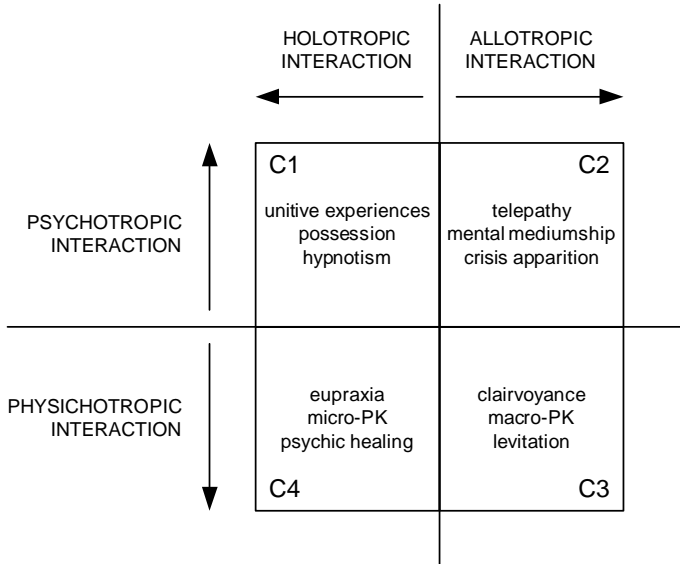 HOLOTROPIC
INTERACTION
ALLOTROPIC
INTERACTION
PSYCHOTROPIC
INTERACTION
C1
unitive experiences
possession
hypnotism
C2
telepathy
mental mediumship
crisis apparition
PHYSICHOTROPIC
INTERACTION
eupraxia
micro-PK
psychic healing
C4
clairvoyance
macro-PK
levitation
C3